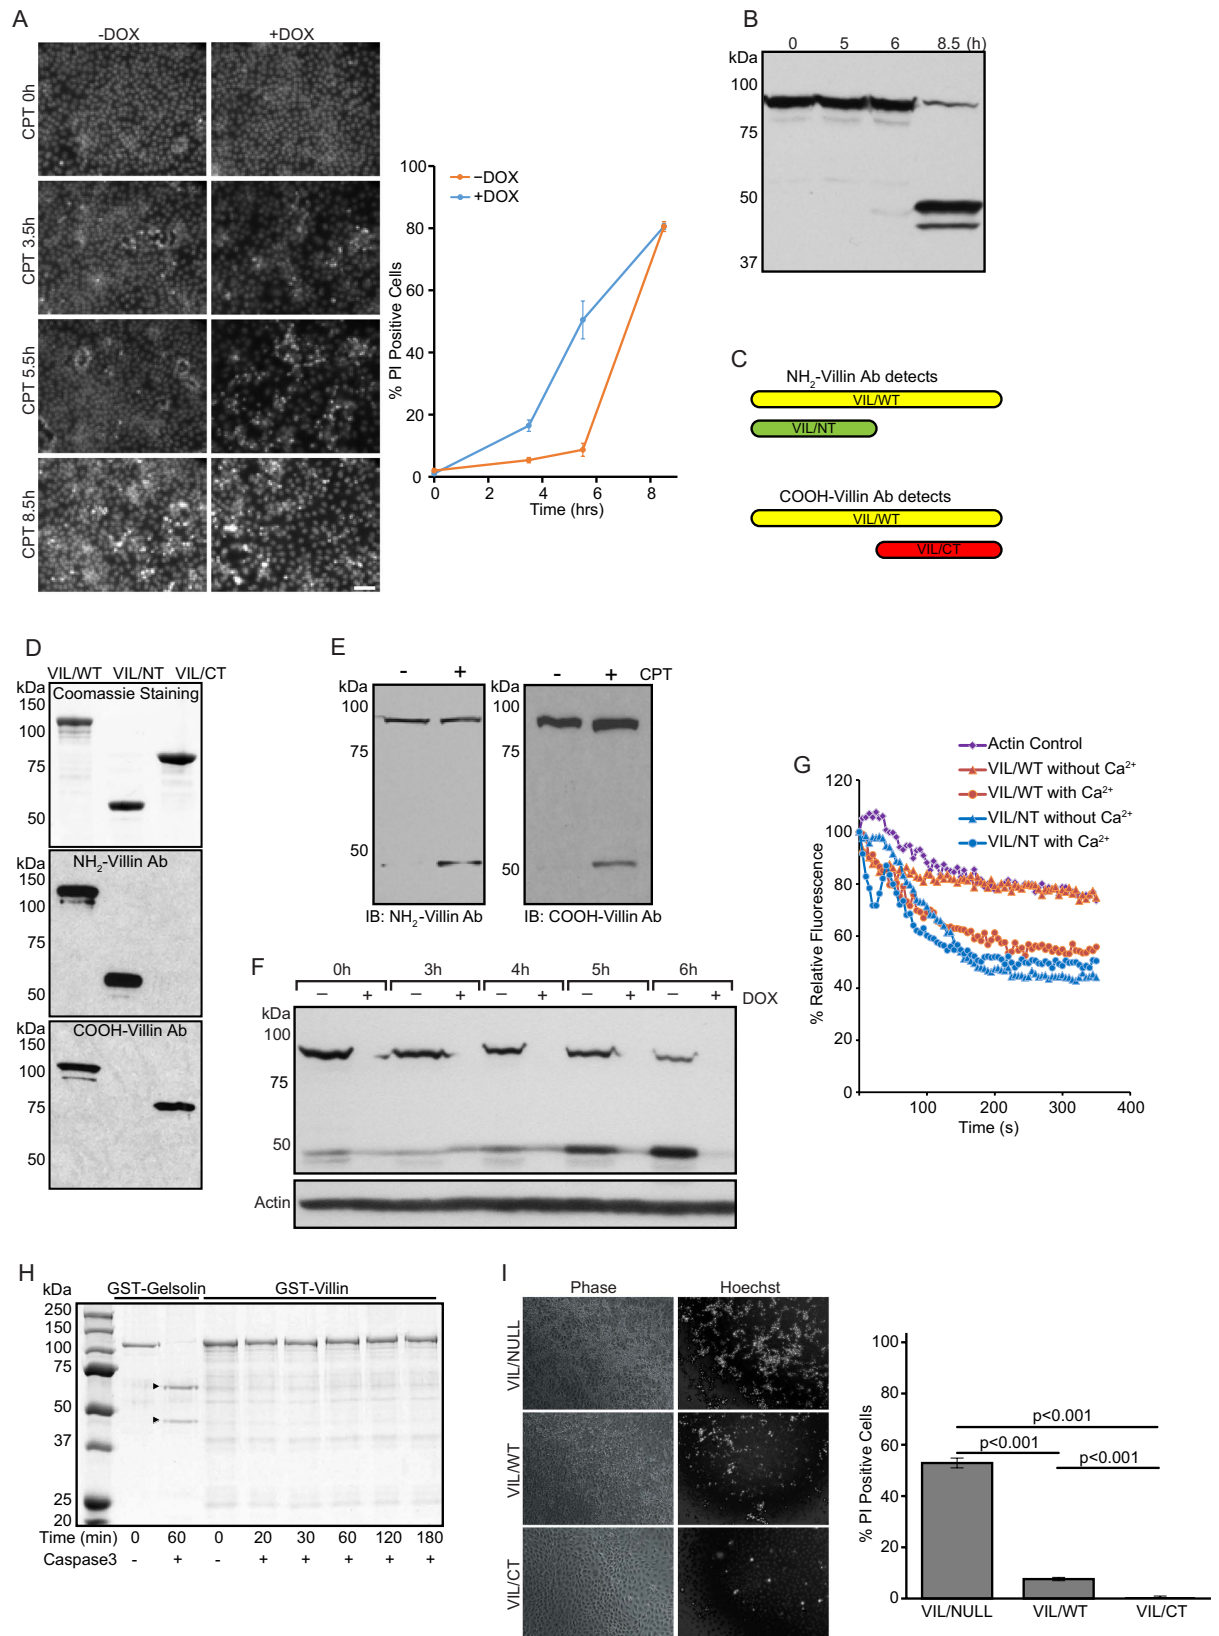 A
-DOX +DOX
CPT 0h
CPT 3.5h
CPT 5.5h
CPT 8.5h
% PI Positive Cells
100
80
60
40
20
0
–DOX
+DOX
0 2 4 6 8
Time (hrs)
B
kDa 0 5 6 8.5 (h)
100
75
50
37
C
NH2-Villin Ab detects
VIL/WT
VIL/NT
COOH-Villin Ab detects
VIL/WT
VIL/CT
D
VIL/WT VIL/NT VIL/CT
kDa
Coomassie Staining
150
100
75
50
kDa
NH2-Villin Ab
150
100
75
50
kDa
COOH-Villin Ab
150
100
75
50
E
- + - + CPT
kDa kDa
100 100
75 75
50 50
IB: NH2-Villin Ab IB: COOH-Villin Ab
F
0h 3h 4h 5h 6h
– + – + – + – + – + DOX
kDa
100
75
50
Actin
G
Actin Control
VIL/WT without Ca2+
VIL/WT with Ca2+
VIL/NT without Ca2+
VIL/NT with Ca2+
% Relative Fluorescence
120
100
80
60
40
0
100 200 300 400
Time (s)
H
kDa GST-Gelsolin GST-Villin
250
150
100
75
50
37
25
20
Time (min) 0 60 0 20 30 60 120 180
Caspase3 - + - + + + + +
I
Phase Hoechst
VIL/NULL
VIL/WT
VIL/CT
% PI Positive Cells
100
80
60
40
20
0
p<0.001
p<0.001
p<0.001
VIL/NULL VIL/WT VIL/CT